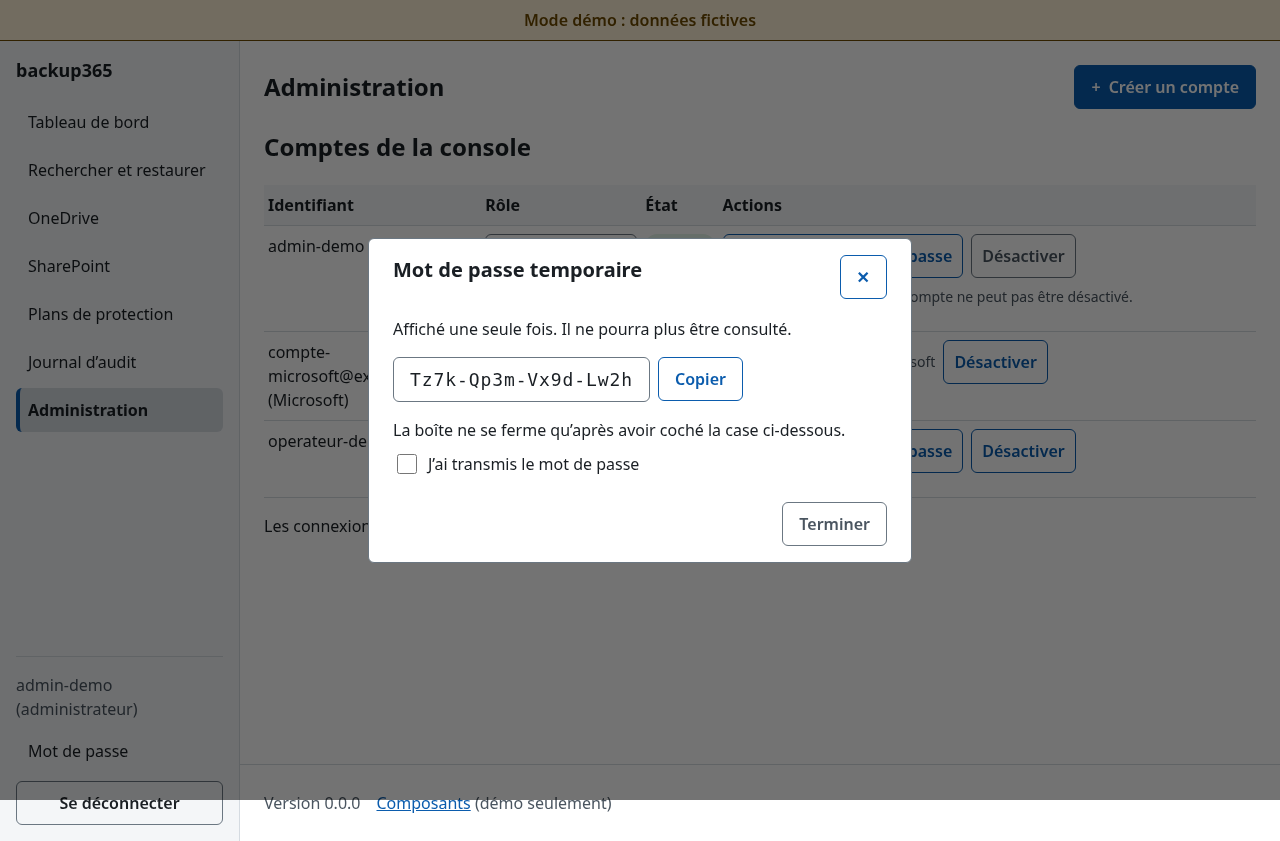 Mode démo : données fictives
backup365
Tableau de bord
Rechercher et restaurer
OneDrive
SharePoint
Plans de protection
Journal d’audit
Administration
admin-demo
(administrateur)
Mot de passe
Se déconnecter
Administration
+ Créer un compte
Comptes de la console
Identifiant Rôle État Actions
admin-demo
passe
Désactiver
compte ne peut pas être désactivé.
compte-
microsoft@ex
(Microsoft)
Désactiver
operateur-de
passe
Désactiver
Les connexion
Mot de passe temporaire
×
Affiché une seule fois. Il ne pourra plus être consulté.
Tz7k-Qp3m-Vx9d-Lw2h
Copier
La boîte ne se ferme qu’après avoir coché la case ci-dessous.
J’ai transmis le mot de passe
Terminer
Version 0.0.0 Composants (démo seulement)